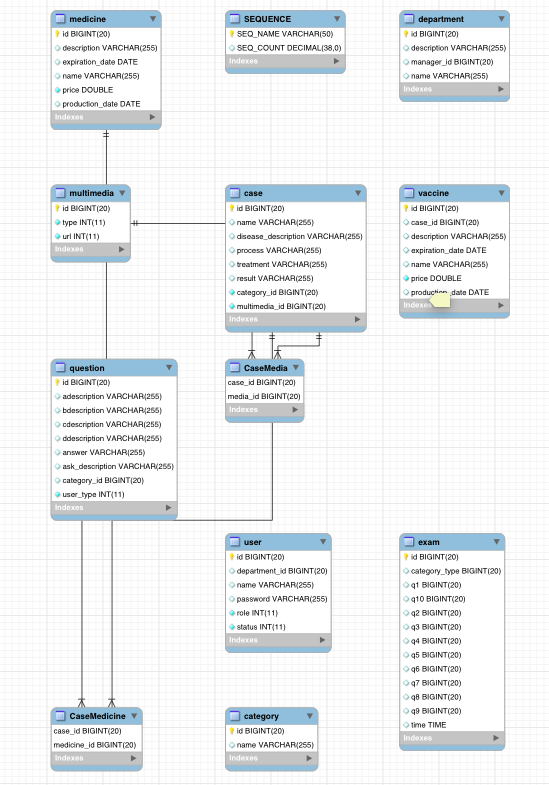 medicine
id BIGINT(20)
description VARCHAR(255)
expiration_date DATE
name VARCHAR(255)
price DOUBLE
production_date DATE
Indexes
SEQUENCE
SEQ_NAME VARCHAR(50)
SEQ_COUNT DECIMAL(38,0)
Indexes
department
id BIGINT(20)
description VARCHAR(255)
manager_id BIGINT(20)
name VARCHAR(255)
Indexes
multimedia
id BIGINT(20)
type INT(11)
url INT(11)
Indexes
case
id BIGINT(20)
name VARCHAR(255)
disease_description VARCHAR(255)
process VARCHAR(255)
treatment VARCHAR(255)
result VARCHAR(255)
category_id BIGINT(20)
multimedia_id BIGINT(20)
Indexes
vaccine
id BIGINT(20)
case_id BIGINT(20)
description VARCHAR(255)
expiration_date DATE
name VARCHAR(255)
price DOUBLE
production_date DATE
Indexes
question
id BIGINT(20)
adescription VARCHAR(255)
bdescription VARCHAR(255)
cdescription VARCHAR(255)
ddescription VARCHAR(255)
answer VARCHAR(255)
ask_description VARCHAR(255)
category_id BIGINT(20)
user_type INT(11)
Indexes
CaseMedia
case_id BIGINT(20)
media_id BIGINT(20)
Indexes
user
id BIGINT(20)
department_id BIGINT(20)
name VARCHAR(255)
password VARCHAR(255)
role INT(11)
status INT(11)
Indexes
exam
id BIGINT(20)
category_type BIGINT(20)
q1 BIGINT(20)
q10 BIGINT(20)
q2 BIGINT(20)
q3 BIGINT(20)
q4 BIGINT(20)
q5 BIGINT(20)
q6 BIGINT(20)
q7 BIGINT(20)
q8 BIGINT(20)
q9 BIGINT(20)
time TIME
Indexes
CaseMedicine
case_id BIGINT(20)
medicine_id BIGINT(20)
Indexes
category
id BIGINT(20)
name VARCHAR(255)
Indexes